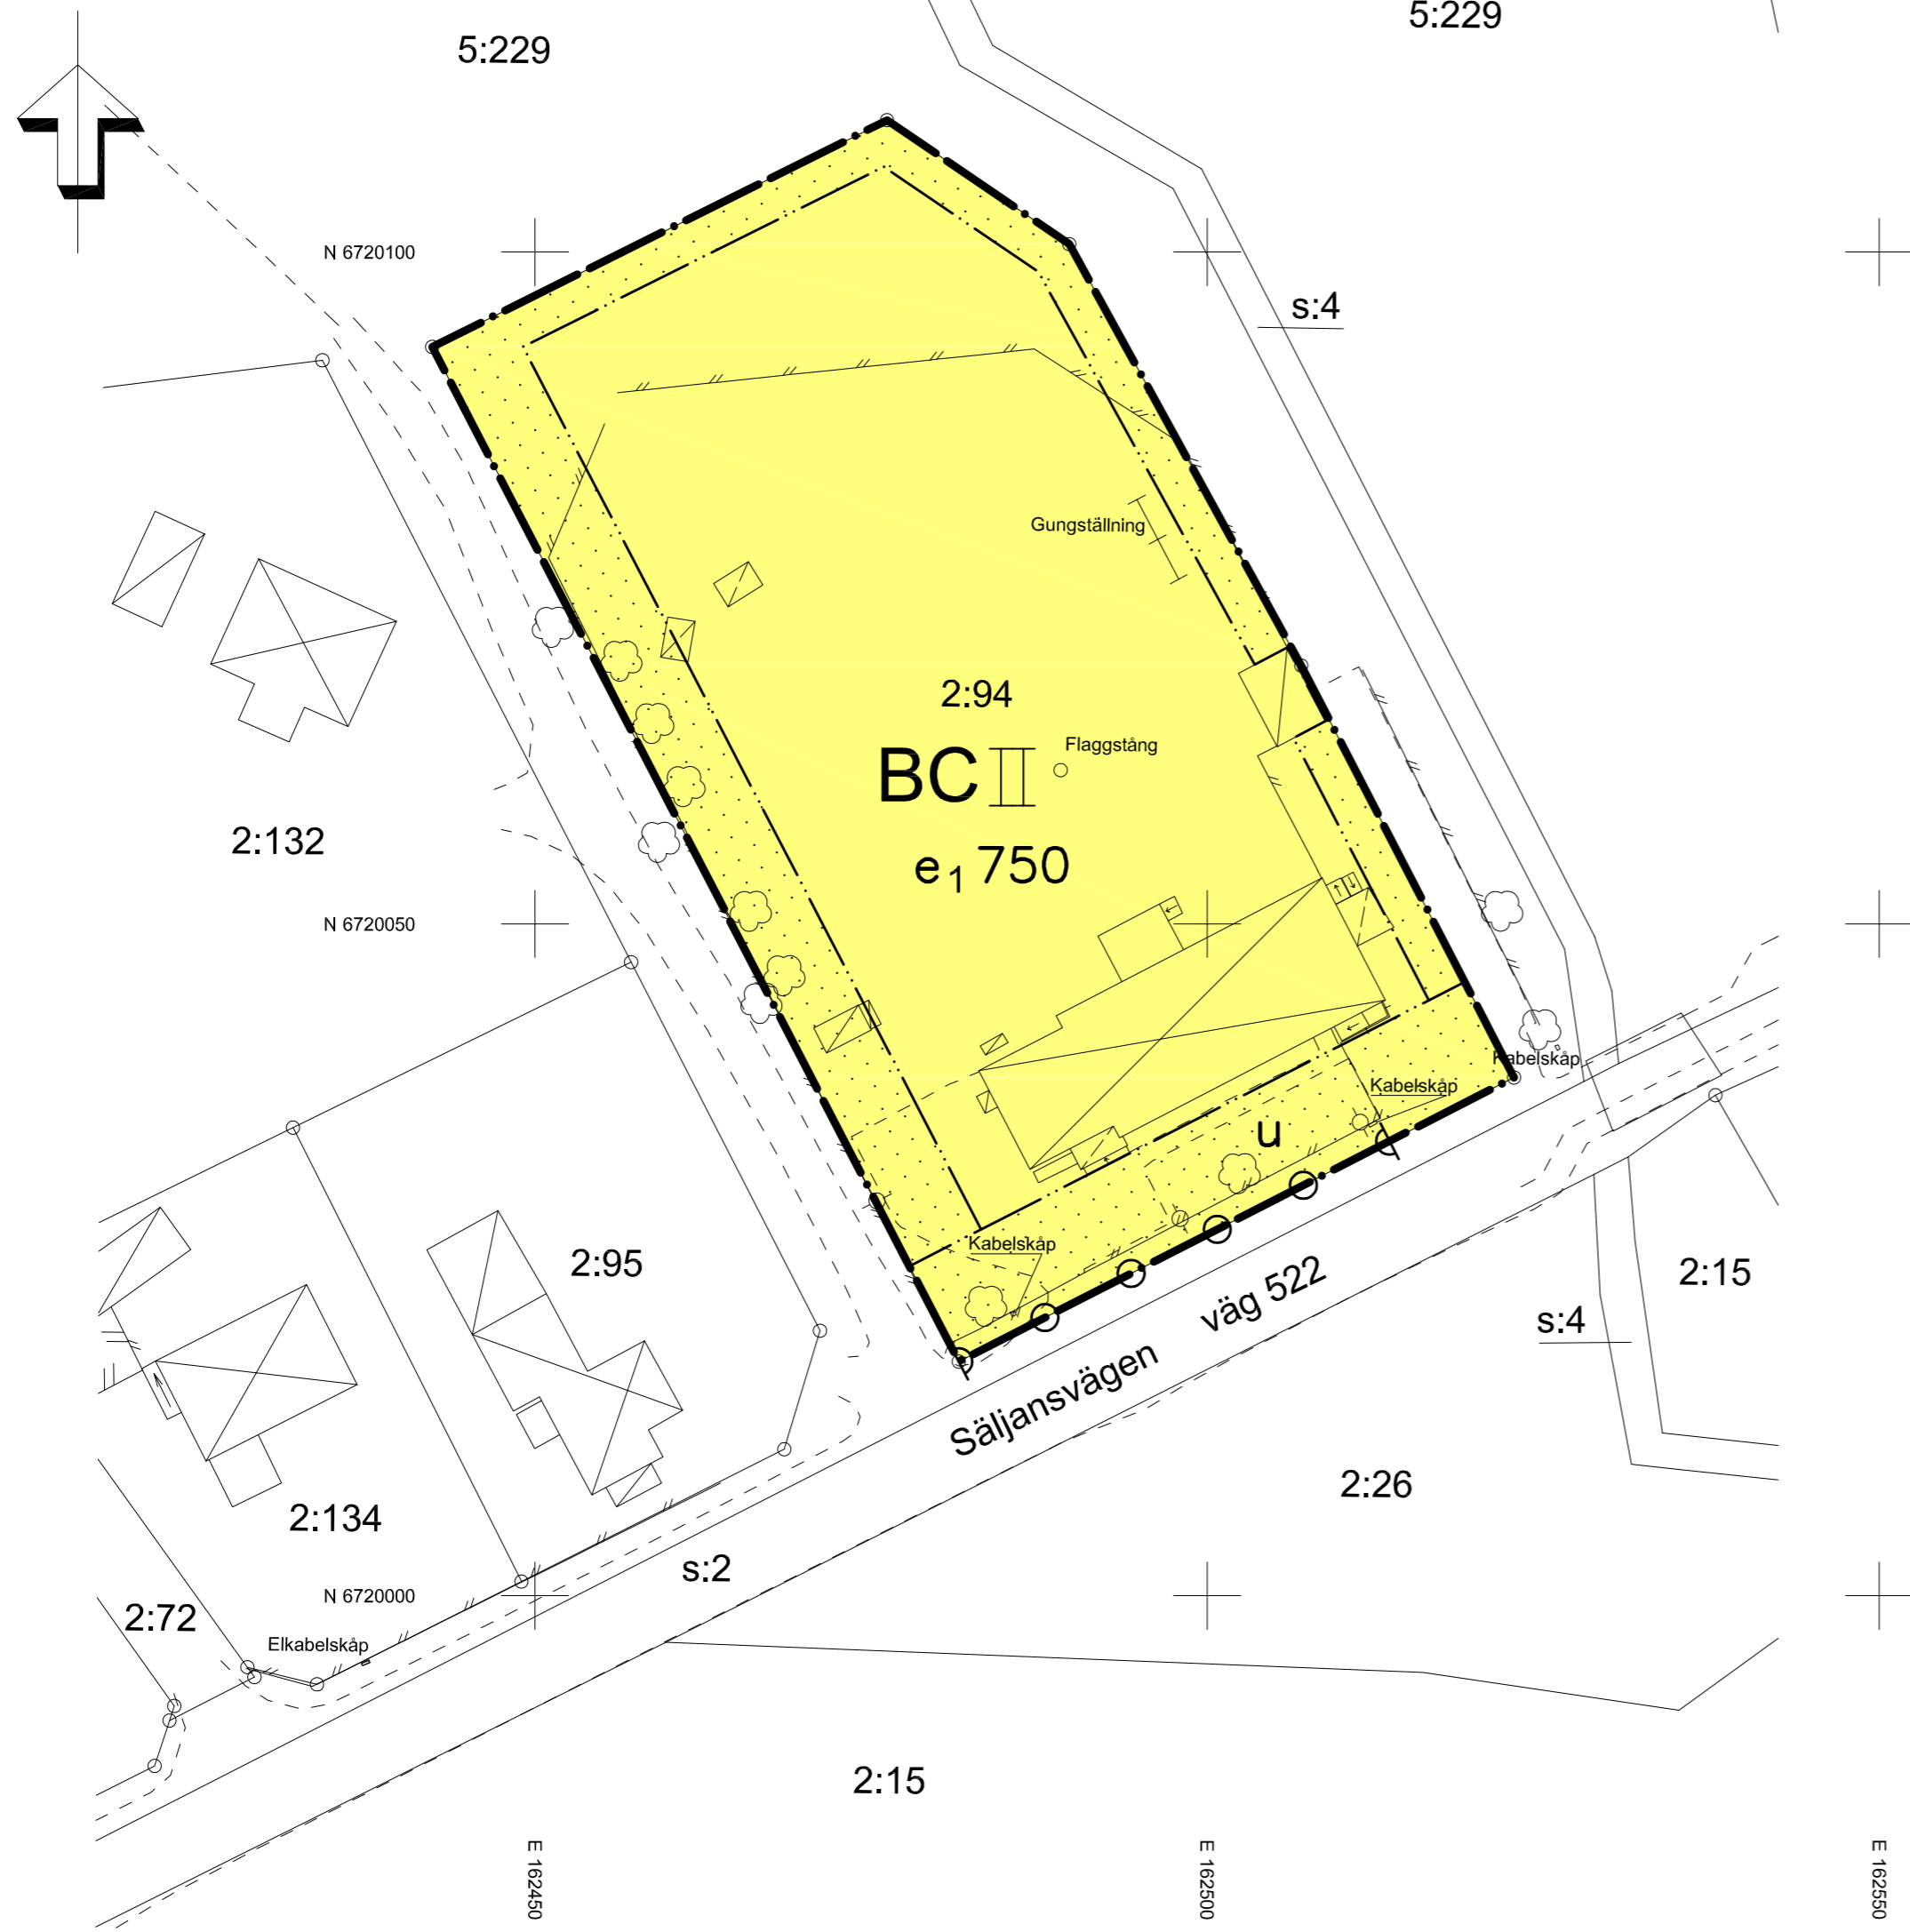 5:229
5:229
N 6720100
s:4
Gungställning
2:94
Flaggstång
BC II
2:132
e1 750
N 6720050
Kabelskåp
Kabelskåp
u
Kabelskåp
2:95
2:15
väg 522
s:4
Säljansvägen
2:26
2:134
s:2
N 6720000
2:72
Elkabelskåp
2:15
E 162450
E 162500
E 162550